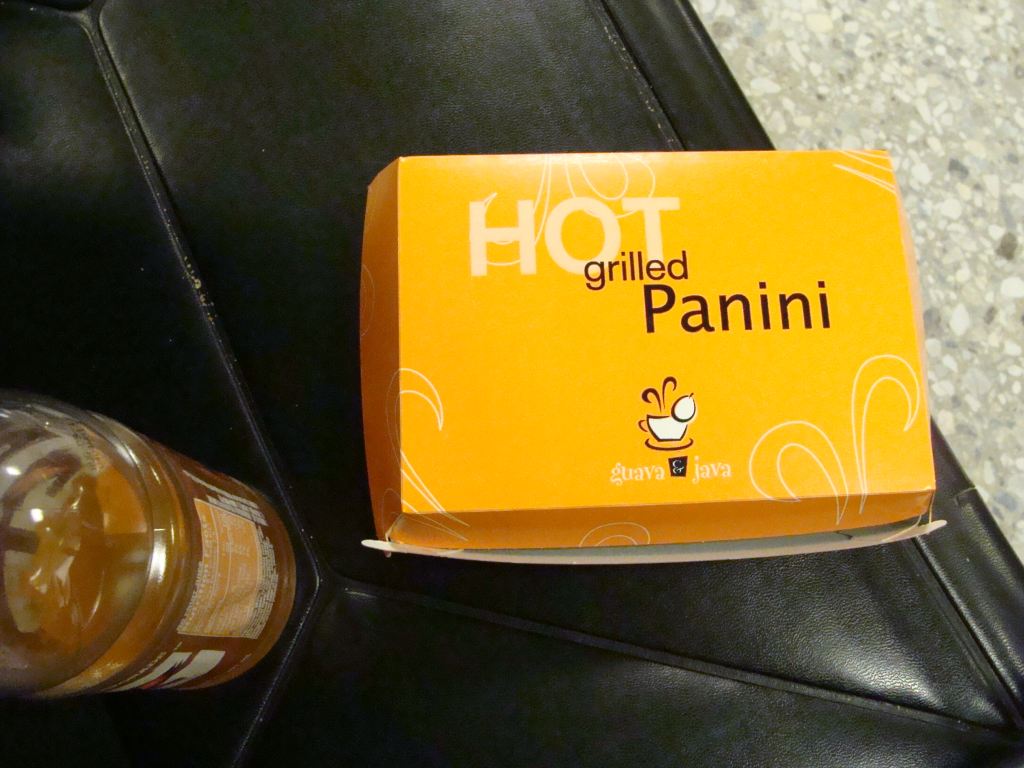 HOT
grilled
Panini
guava & java